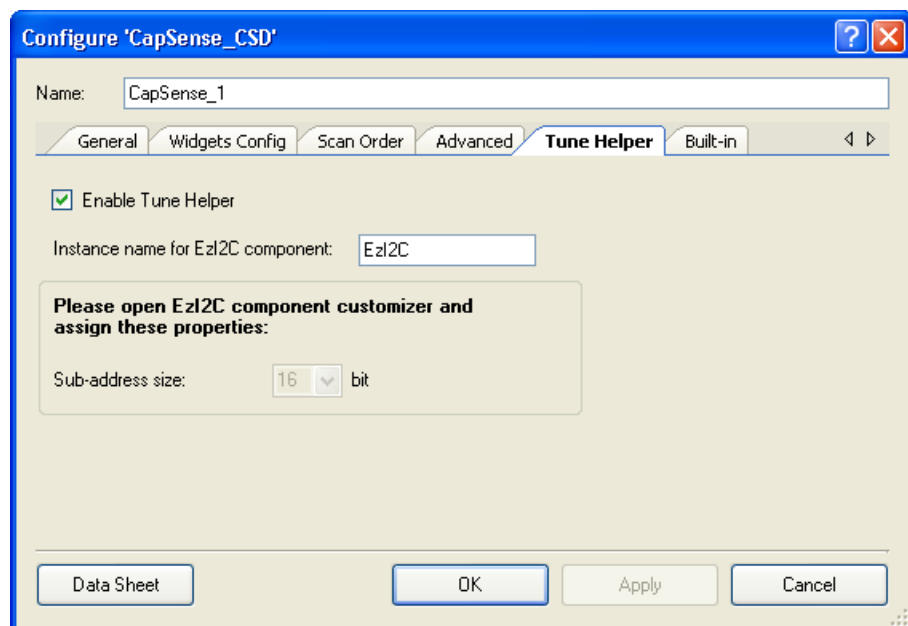 Configure 'CapSense_CSD'
Name: CapSense_1
General Widgets Config Scan Order Advanced Tune Helper Built-in
Enable Tune Helper
Instance name for EzI2C component: EzI2C
Please open EzI2C component customizer and
assign these properties:
Sub-address size: 16 bit
Data Sheet OK Apply Cancel